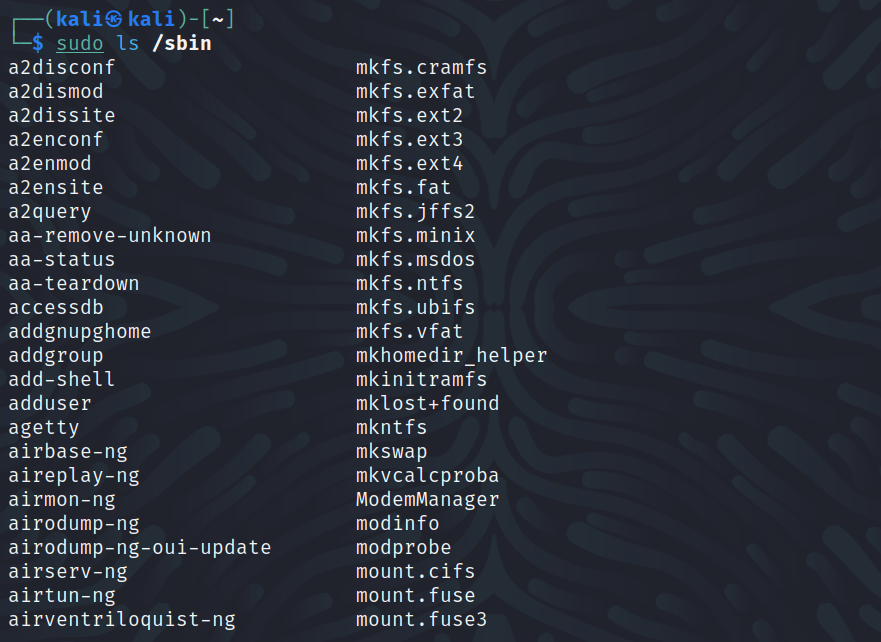 ┌──(kali㉿kali)-[~]
└─$ sudo ls /sbin
a2disconf mkfs.cramfs
a2dismod mkfs.exfat
a2dissite mkfs.ext2
a2enconf mkfs.ext3
a2enmod mkfs.ext4
a2ensite mkfs.fat
a2query mkfs.jffs2
aa-remove-unknown mkfs.minix
aa-status mkfs.msdos
aa-teardown mkfs.ntfs
accessdb mkfs.ubifs
addgnupghome mkfs.vfat
addgroup mkhomedir_helper
add-shell mkinitramfs
adduser mklost+found
agetty mkntfs
airbase-ng mkswap
aireplay-ng mkvcalcproba
airmon-ng ModemManager
airodump-ng modinfo
airodump-ng-oui-update modprobe
airserv-ng mount.cifs
airtun-ng mount.fuse
airventriloquist-ng mount.fuse3